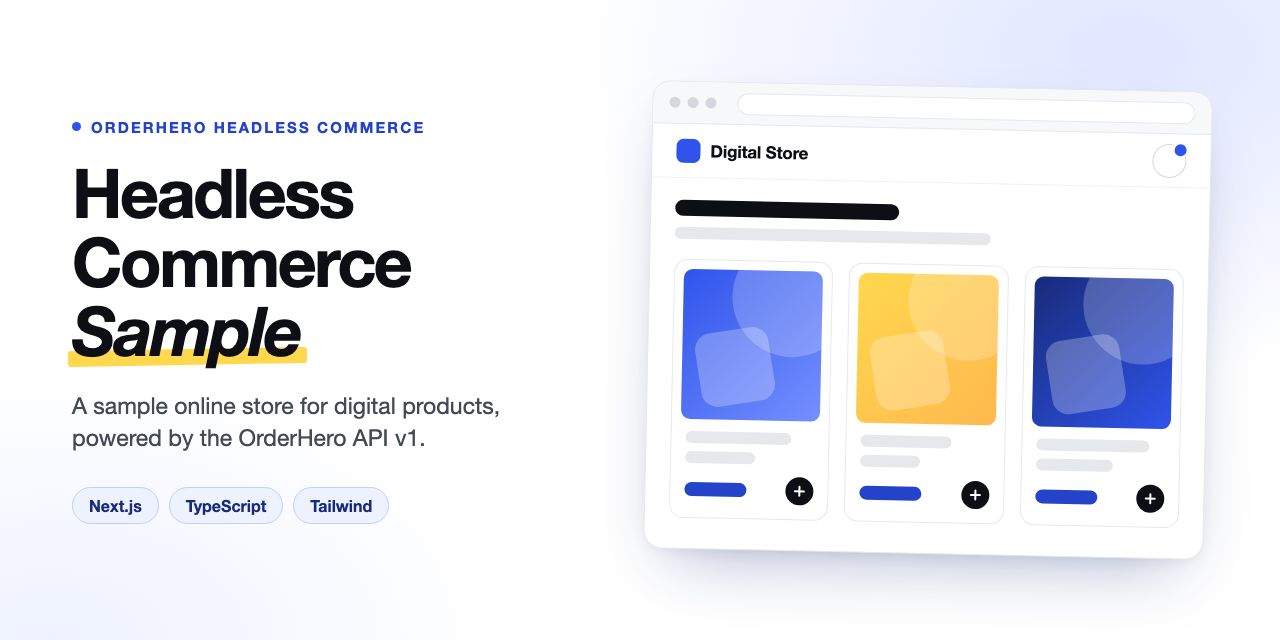 ORDERHERO HEADLESS COMMERCE
Headless
Commerce
Sample
A sample online store for digital products,
powered by the OrderHero API v1.
Next.js
TypeScript
Tailwind
Digital Store